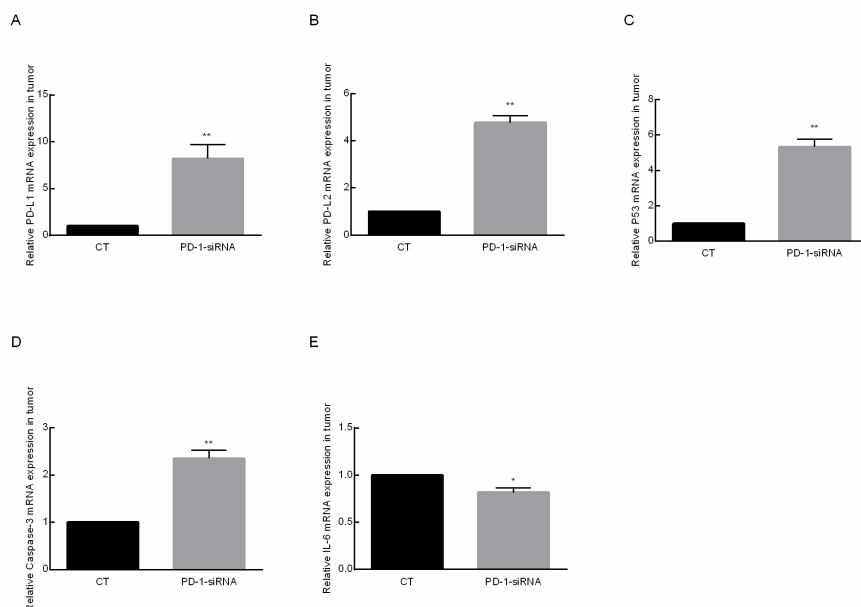 A
Relative PD-L1 mRNA expression in tumor
15
10
5
0
**
CT
PD-1-siRNA
B
Relative PD-L2 mRNA expression in tumor
6
4
2
0
**
CT
PD-1-siRNA
C
Relative P53 mRNA expression in tumor
8
6
4
2
0
**
CT
PD-1-siRNA
D
Relative Caspase-3 mRNA expression in tumor
3
2
1
0
**
CT
PD-1-siRNA
E
Relative IL-6 mRNA expression in tumor
1.5
1.0
0.5
0.0
*
CT
PD-1-siRNA